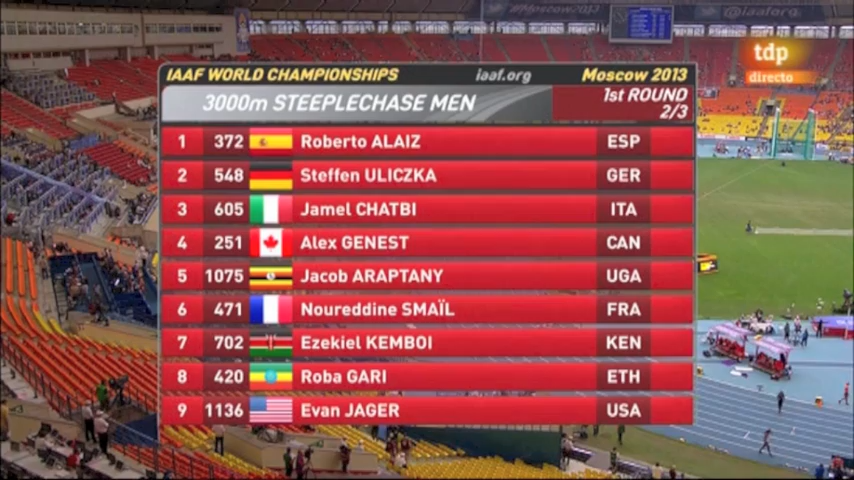 #Moscow2013
@iaaforg
tdp
directo
IAAF WORLD CHAMPIONSHIPS iaaf.org Moscow 2013
3000m STEEPLECHASE MEN 1st ROUND
2/3
1 372 Roberto ALAIZ ESP
2 548 Steffen ULICZKA GER
3 605 Jamel CHATBI ITA
4 251 Alex GENEST CAN
5 1075 Jacob ARAPTANY UGA
6 471 Noureddine SMAÏL FRA
7 702 Ezekiel KEMBOI KEN
8 420 Roba GARI ETH
9 1136 Evan JAGER USA